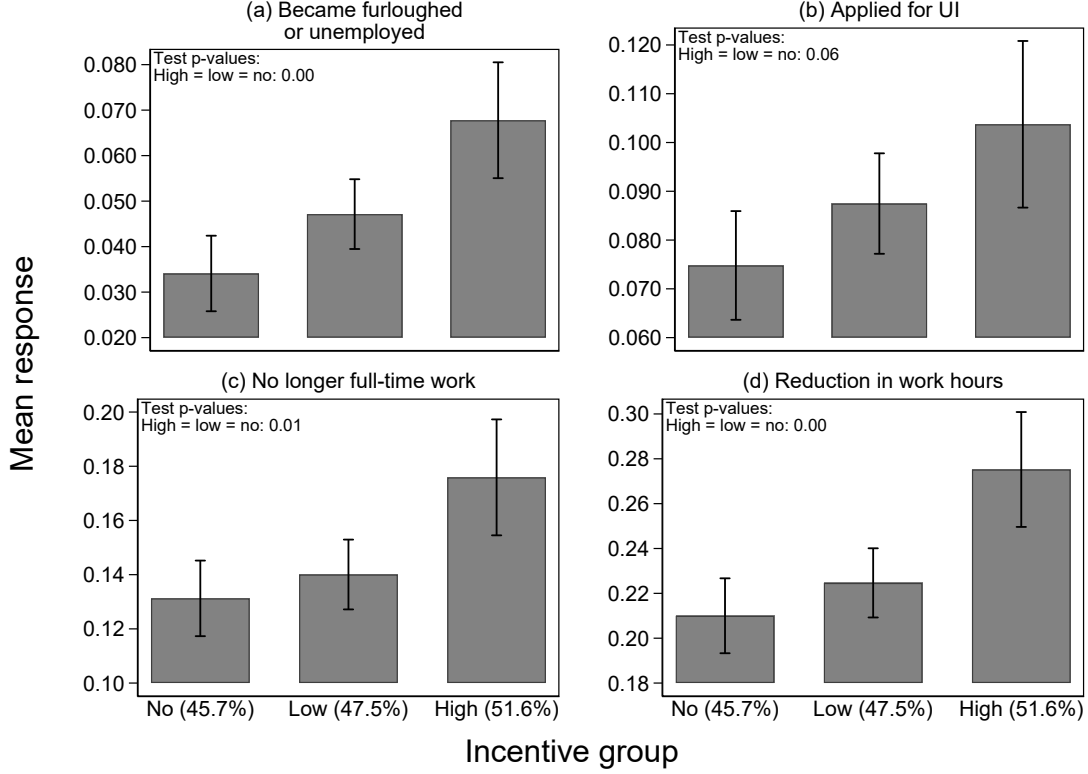 (a) Became furloughed
or unemployed
Test p-values:
High = low = no: 0.00
0.080
0.070
0.060
0.050
0.040
0.030
0.020
(b) Applied for UI
Test p-values:
High = low = no: 0.06
0.120
0.110
0.100
0.090
0.080
0.070
0.060
Mean response
(c) No longer full-time work
Test p-values:
High = low = no: 0.01
0.20
0.18
0.16
0.14
0.12
0.10
No (45.7%) Low (47.5%) High (51.6%)
(d) Reduction in work hours
Test p-values:
High = low = no: 0.00
0.30
0.28
0.26
0.24
0.22
0.20
0.18
No (45.7%) Low (47.5%) High (51.6%)
Incentive group